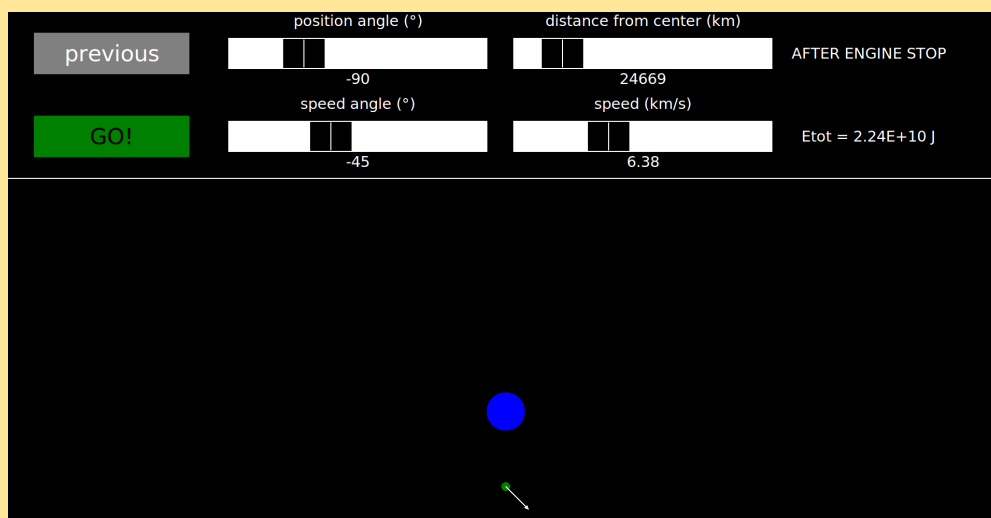 position angle (°)
distance from center (km)
previous
AFTER ENGINE STOP
-90
24669
speed angle (°)
speed (km/s)
GO!
Etot = 2.24E+10 J
-45
6.38